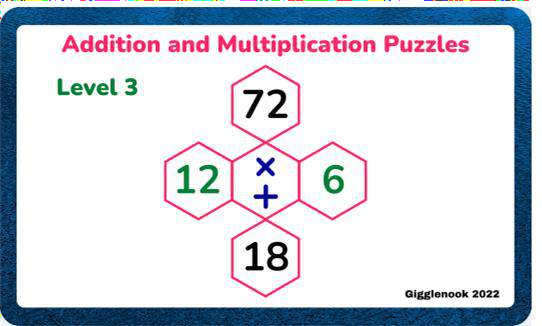 Addition and Multiplication Puzzles
Level 3
72
12 × 6
+
18
Gigglenook 2022